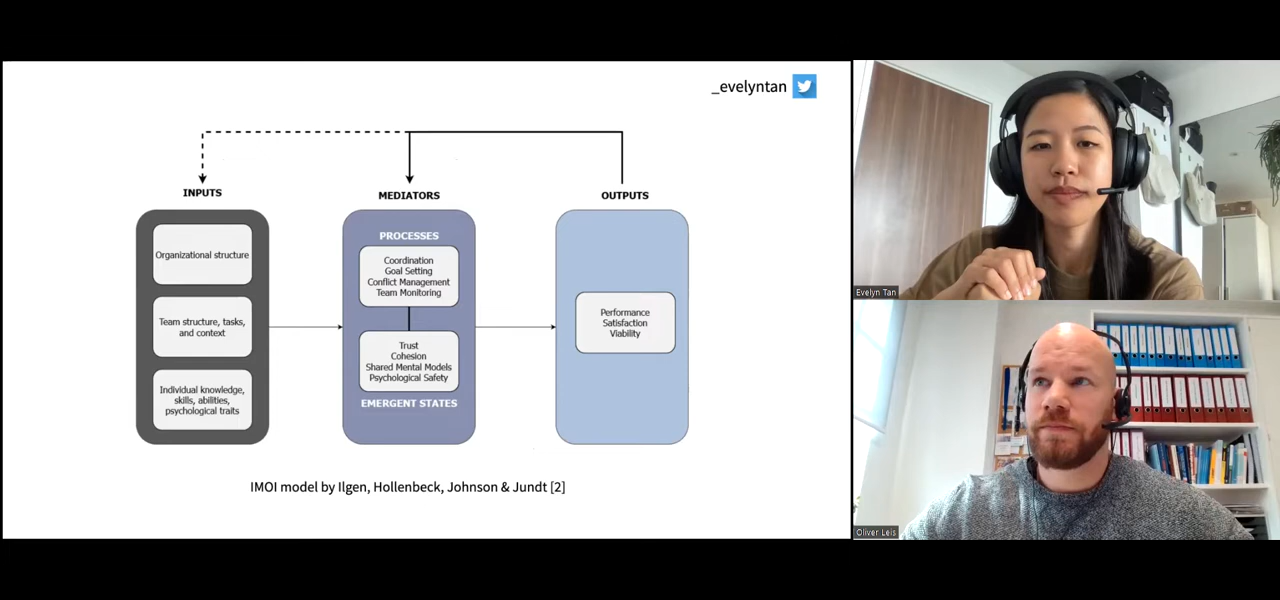 _evelyntan
INPUTS
MEDIATORS
OUTPUTS
Organizational structure
Team structure, tasks,
and context
Individual knowledge,
skills, abilities,
psychological traits
PROCESSES
Coordination
Goal Setting
Conflict Management
Team Monitoring
Trust
Cohesion
Shared Mental Models
Psychological Safety
EMERGENT STATES
Performance
Satisfaction
Viability
IMOI model by Ilgen, Hollenbeck, Johnson & Jundt [2]
Evelyn Tan
Oliver Leis